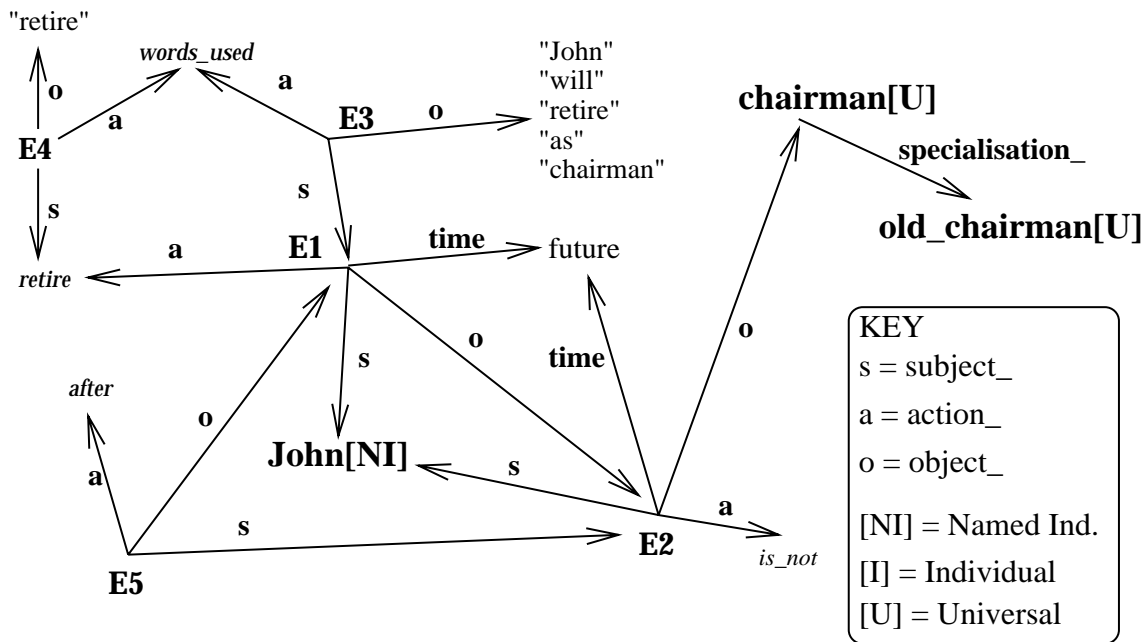 "retire"
words_used
"John"
"will"
"retire"
"as"
"chairman"
o
a
a
E4
E3
o
chairman[U]
specialisation_
s
s
old_chairman[U]
retire
a
E1
time
future
s
o
time
o
after
o
John[NI]
s
a
s
a
E5
E2
is_not
KEY
s = subject_
a = action_
o = object_
[NI] = Named Ind.
[I] = Individual
[U] = Universal